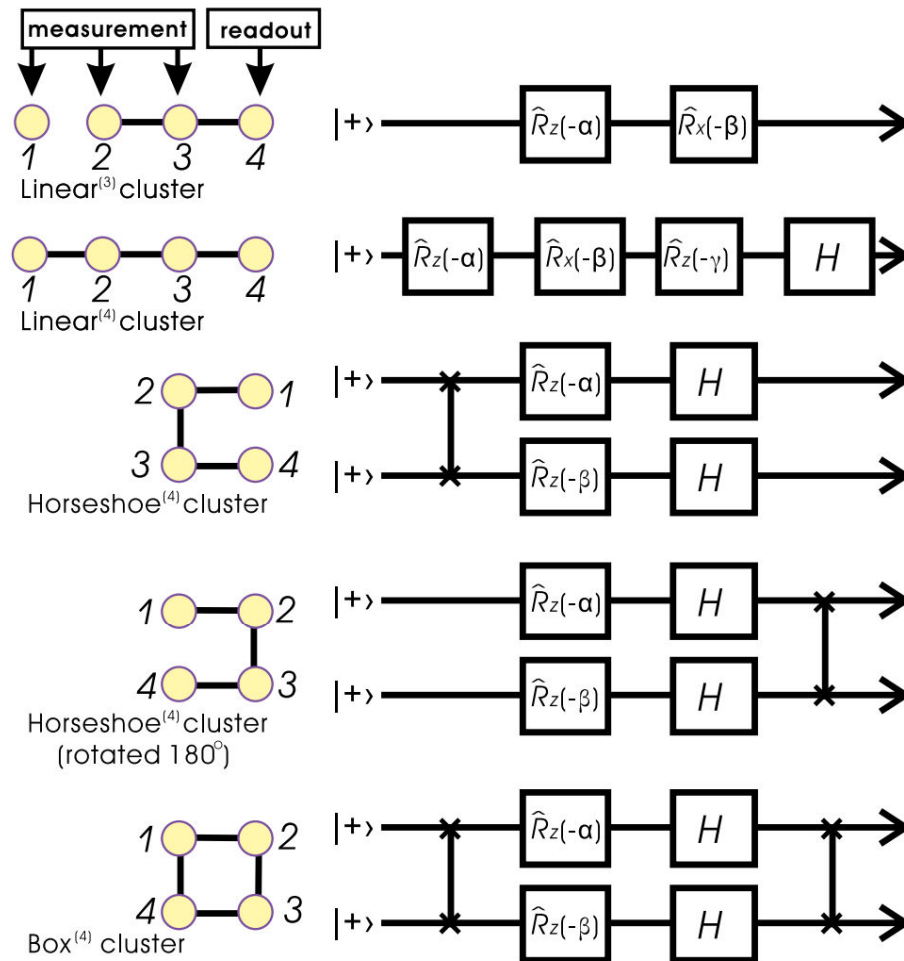 measurement readout
|+› R̂z(-α) R̂x(-β)
1 2 3 4
Linear(3) cluster
|+› R̂z(-α) R̂x(-β) R̂z(-γ) H
1 2 3 4
Linear(4) cluster
2 1 |+› R̂z(-α) H
3 4 |+› R̂z(-β) H
Horseshoe(4) cluster
1 2 |+› R̂z(-α) H
4 3 |+› R̂z(-β) H
Horseshoe(4) cluster
(rotated 180°)
1 2 |+› R̂z(-α) H
4 3 |+› R̂z(-β) H
Box(4) cluster